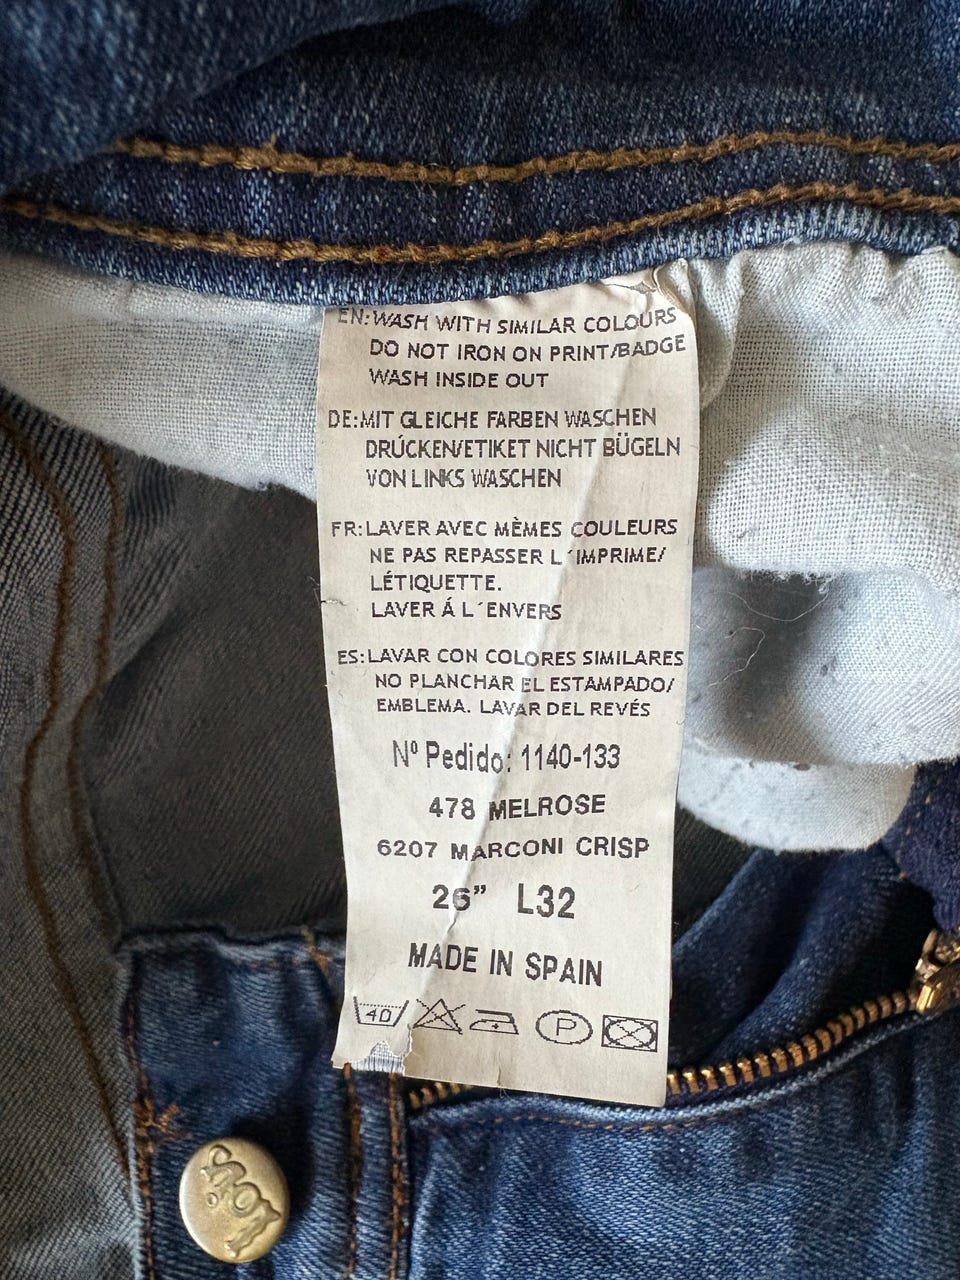 EN: WASH WITH SIMILAR COLOURS
DO NOT IRON ON PRINT/BADGE
WASH INSIDE OUT
DE: MIT GLEICHE FARBEN WASCHEN
DRÚCKEN/ETIKET NICHT BÜGELN
VON LINKS WASCHEN
FR: LAVER AVEC MÈMES COULEURS
NE PAS REPASSER L´IMPRIME/
LÉTIQUETTE.
LAVER Á L´ENVERS
ES: LAVAR CON COLORES SIMILARES
NO PLANCHAR EL ESTAMPADO/
EMBLEMA. LAVAR DEL REVÉS
Nº Pedido: 1140-133
478 MELROSE
6207 MARCONI CRISP
26” L32
MADE IN SPAIN
40 P